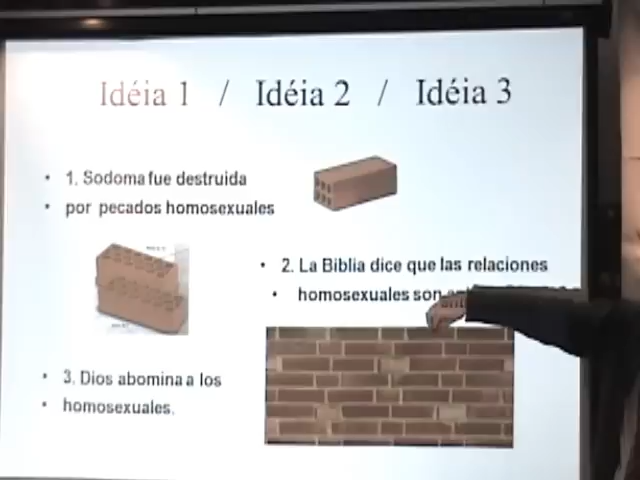 Idéia 1 / Idéia 2 / Idéia 3
• 1. Sodoma fue destruida
• por pecados homosexuales
• 2. La Biblia dice que las relaciones
• homosexuales son
• 3. Dios abomina a los
• homosexuales.